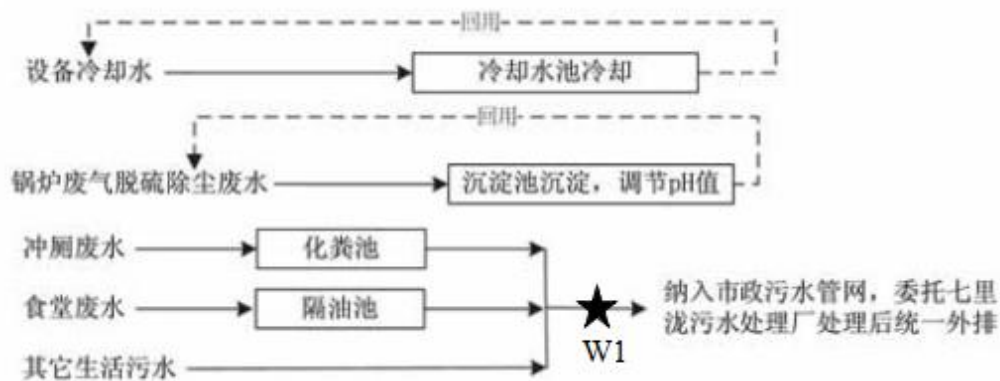 回用
设备冷却水
冷却水池冷却
回用
锅炉废气脱硫除尘废水
沉淀池沉淀，调节pH值
冲厕废水
化粪池
食堂废水
隔油池
纳入市政污水管网，委托七里
泷污水处理厂处理后统一外排
W1
其它生活污水